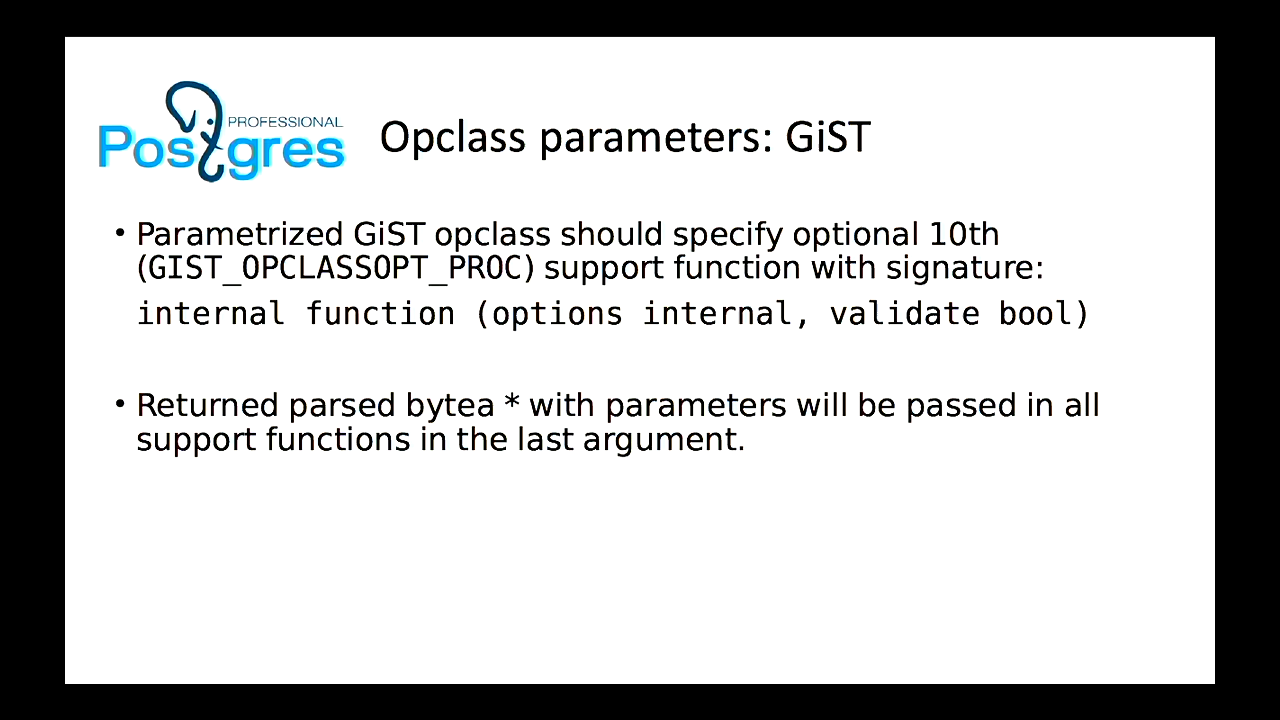 PROFESSIONAL
Postgres
Opclass parameters: GiST
• Parametrized GiST opclass should specify optional 10th
(GIST_OPCLASSOPT_PROC) support function with signature:
internal function (options internal, validate bool)
• Returned parsed bytea * with parameters will be passed in all
support functions in the last argument.